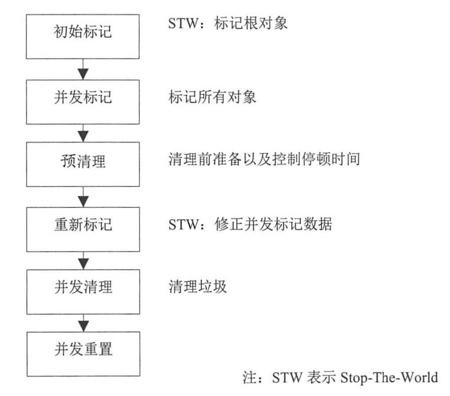 初始标记 STW：标记根对象
并发标记 标记所有对象
预清理 清理前准备以及控制停顿时间
重新标记 STW：修正并发标记数据
并发清理 清理垃圾
并发重置
注：STW 表示 Stop-The-World